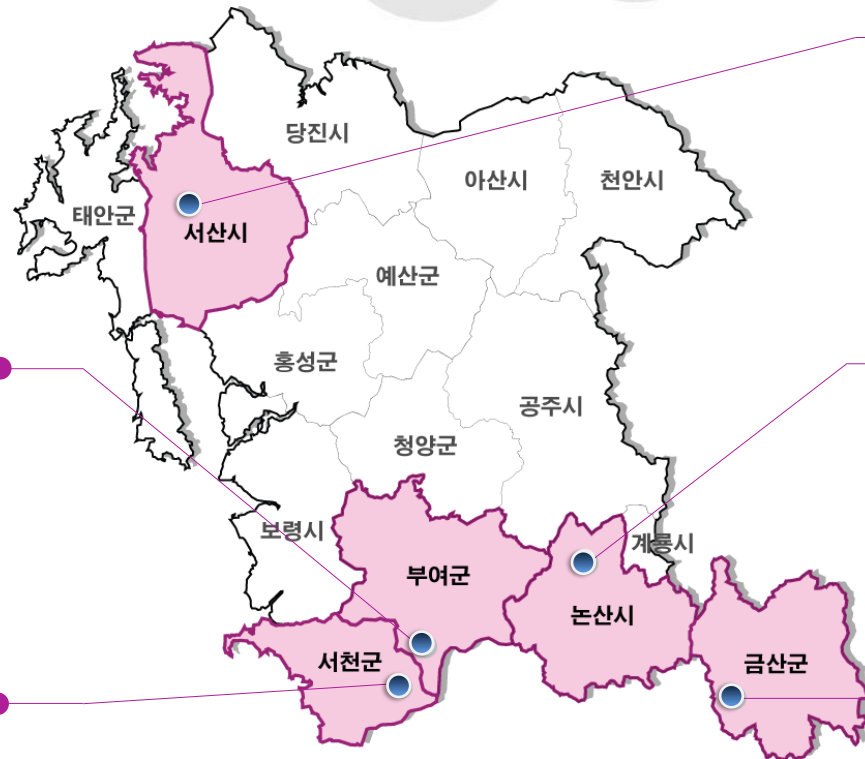 당진시
아산시
천안시
태안군
서산시
예산군
홍성군
공주시
청양군
보령시
계룡시
부여군
논산시
서천군
금산군